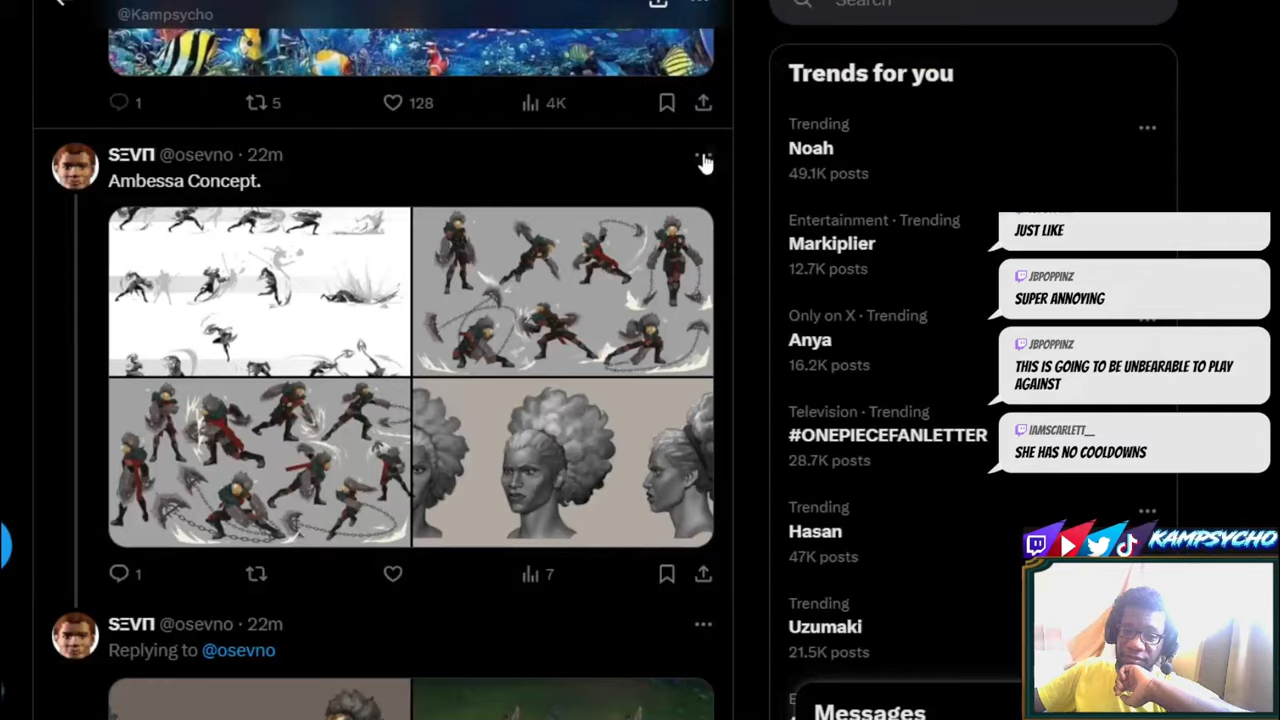 @Kampsycho
Search
1 5 128 4K
SΞVП @osevno · 22m
Ambessa Concept.
1 7
SΞVП @osevno · 22m
Replying to @osevno
Trends for you
Trending
Noah
49.1K posts
Entertainment · Trending
Markiplier
12.7K posts
Only on X · Trending
Anya
16.2K posts
Television · Trending
#ONEPIECEFANLETTER
28.7K posts
Trending
Hasan
47K posts
Trending
Uzumaki
21.5K posts
Messages
JUST LIKE
JBPOPPINZ
SUPER ANNOYING
JBPOPPINZ
THIS IS GOING TO BE UNBEARABLE TO PLAY
AGAINST
IAMSCARLETT__
SHE HAS NO COOLDOWNS
KAMPSYCHO